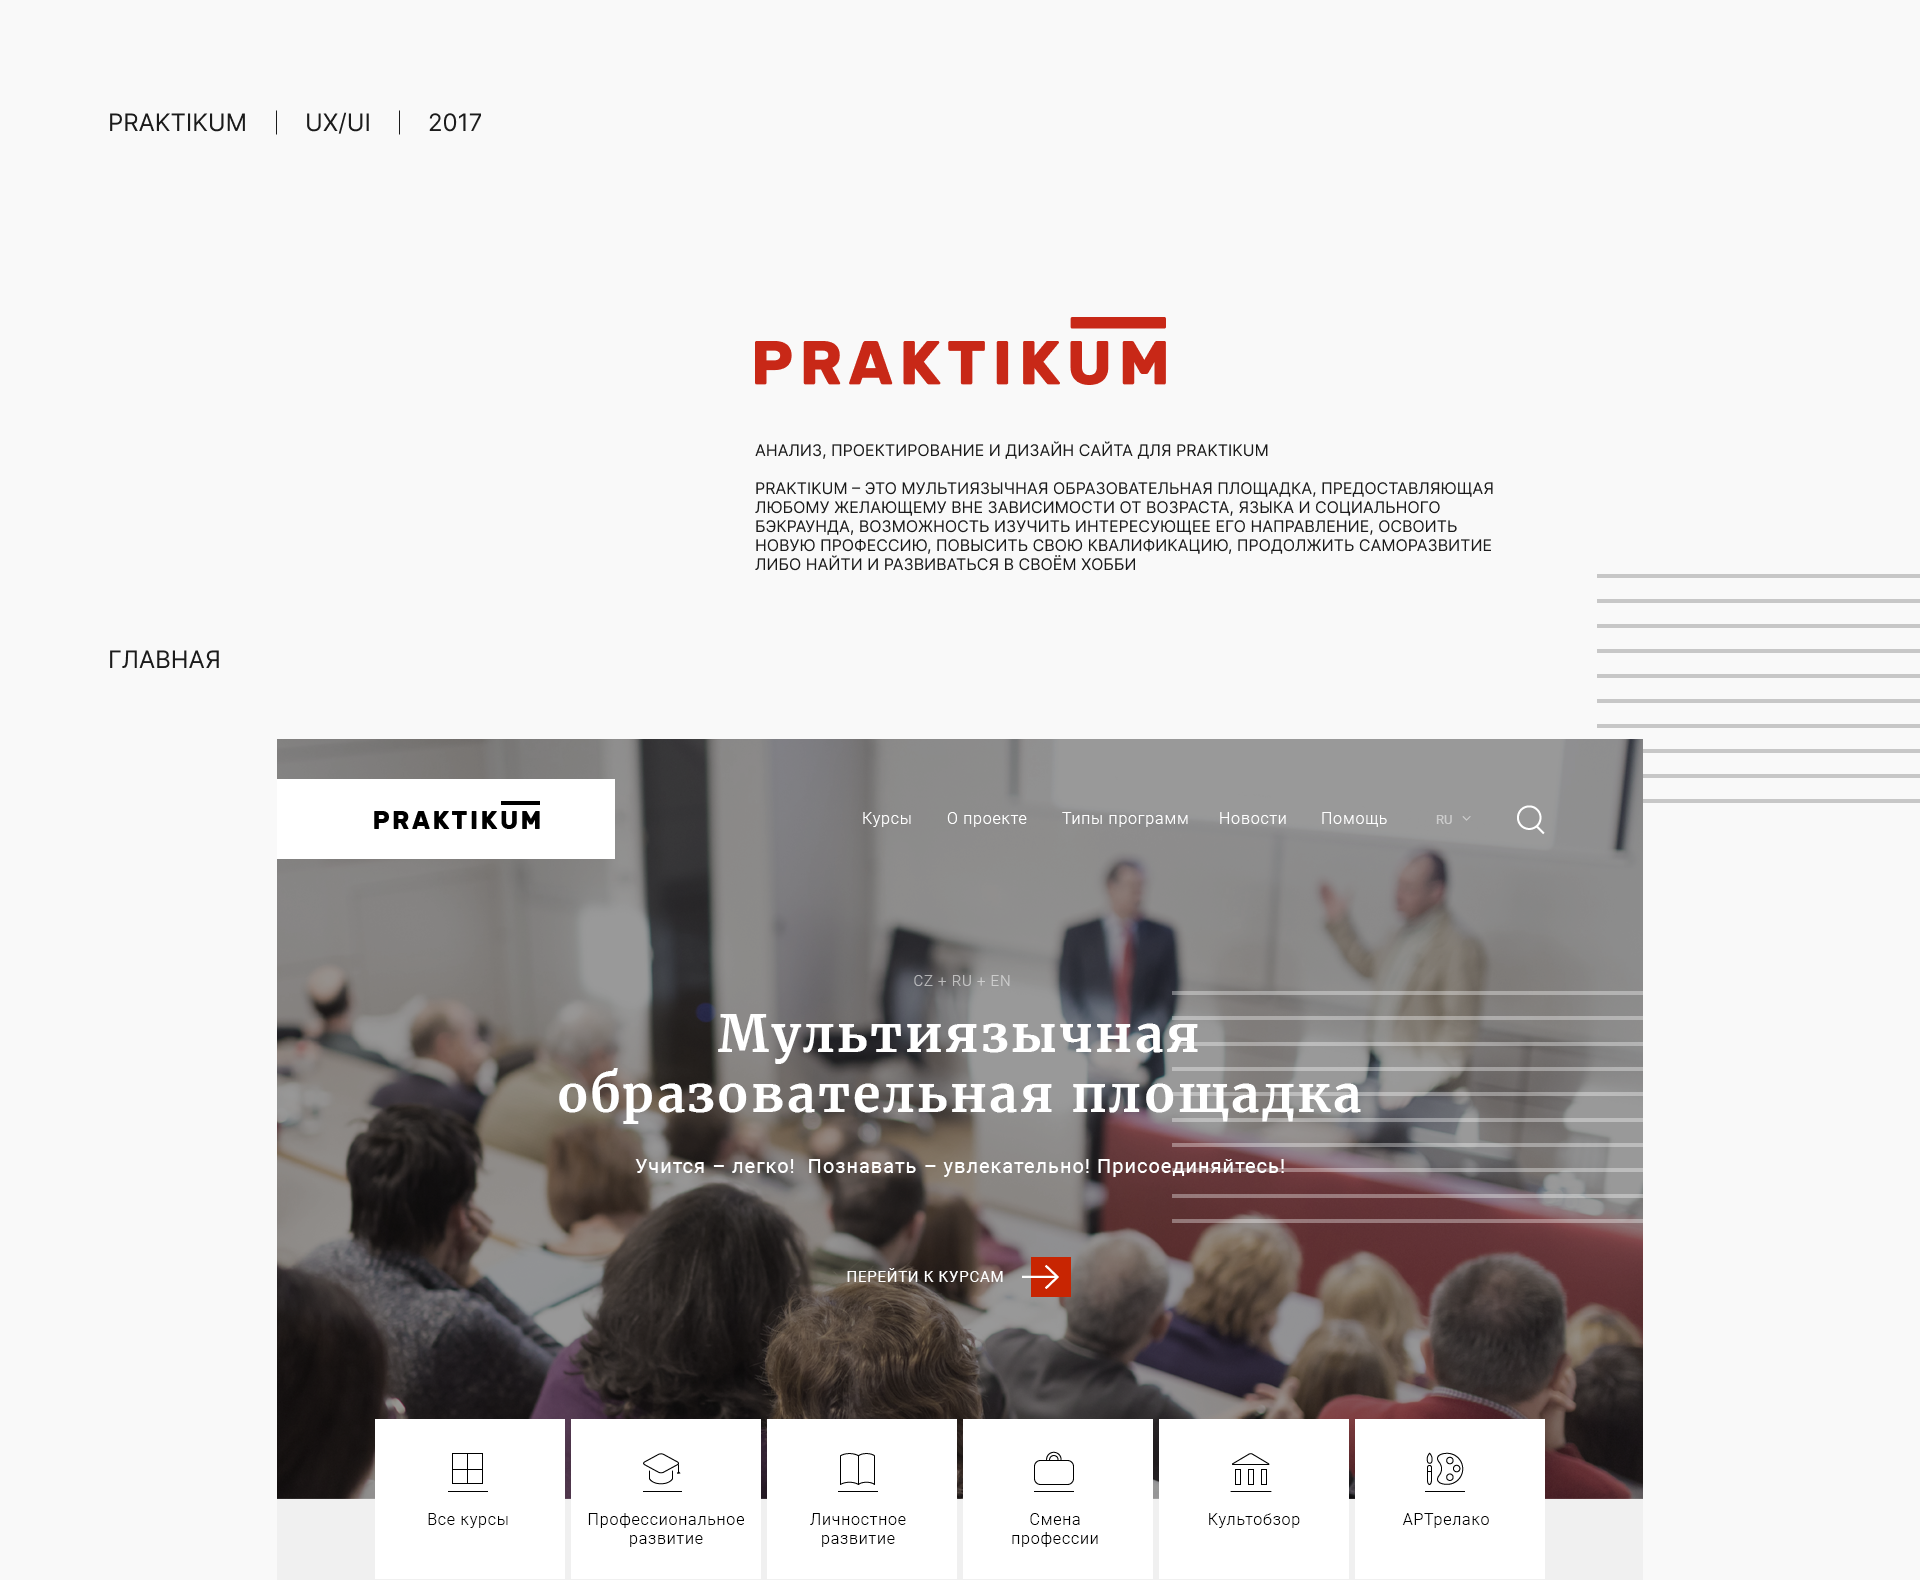 PRAKTIKUM | UX/UI | 2017
PRAKTIKUM
АНАЛИЗ, ПРОЕКТИРОВАНИЕ И ДИЗАЙН САЙТА ДЛЯ PRAKTIKUM
PRAKTIKUM – ЭТО МУЛЬТИЯЗЫЧНАЯ ОБРАЗОВАТЕЛЬНАЯ ПЛОЩАДКА, ПРЕДОСТАВЛЯЮЩАЯ
ЛЮБОМУ ЖЕЛАЮЩЕМУ ВНЕ ЗАВИСИМОСТИ ОТ ВОЗРАСТА, ЯЗЫКА И СОЦИАЛЬНОГО
БЭКРАУНДА, ВОЗМОЖНОСТЬ ИЗУЧИТЬ ИНТЕРЕСУЮЩЕЕ ЕГО НАПРАВЛЕНИЕ, ОСВОИТЬ
НОВУЮ ПРОФЕССИЮ, ПОВЫСИТЬ СВОЮ КВАЛИФИКАЦИЮ, ПРОДОЛЖИТЬ САМОРАЗВИТИЕ
ЛИБО НАЙТИ И РАЗВИВАТЬСЯ В СВОЁМ ХОББИ
ГЛАВНАЯ
PRAKTIKUM
Курсы О проекте Типы программ Новости Помощь RU
CZ + RU + EN
Мультиязычная
образовательная площадка
Учится – легко! Познавать – увлекательно! Присоединяйтесь!
ПЕРЕЙТИ К КУРСАМ
Все курсы
Профессиональное
развитие
Личностное
развитие
Смена
профессии
Культобзор
АРТрелако